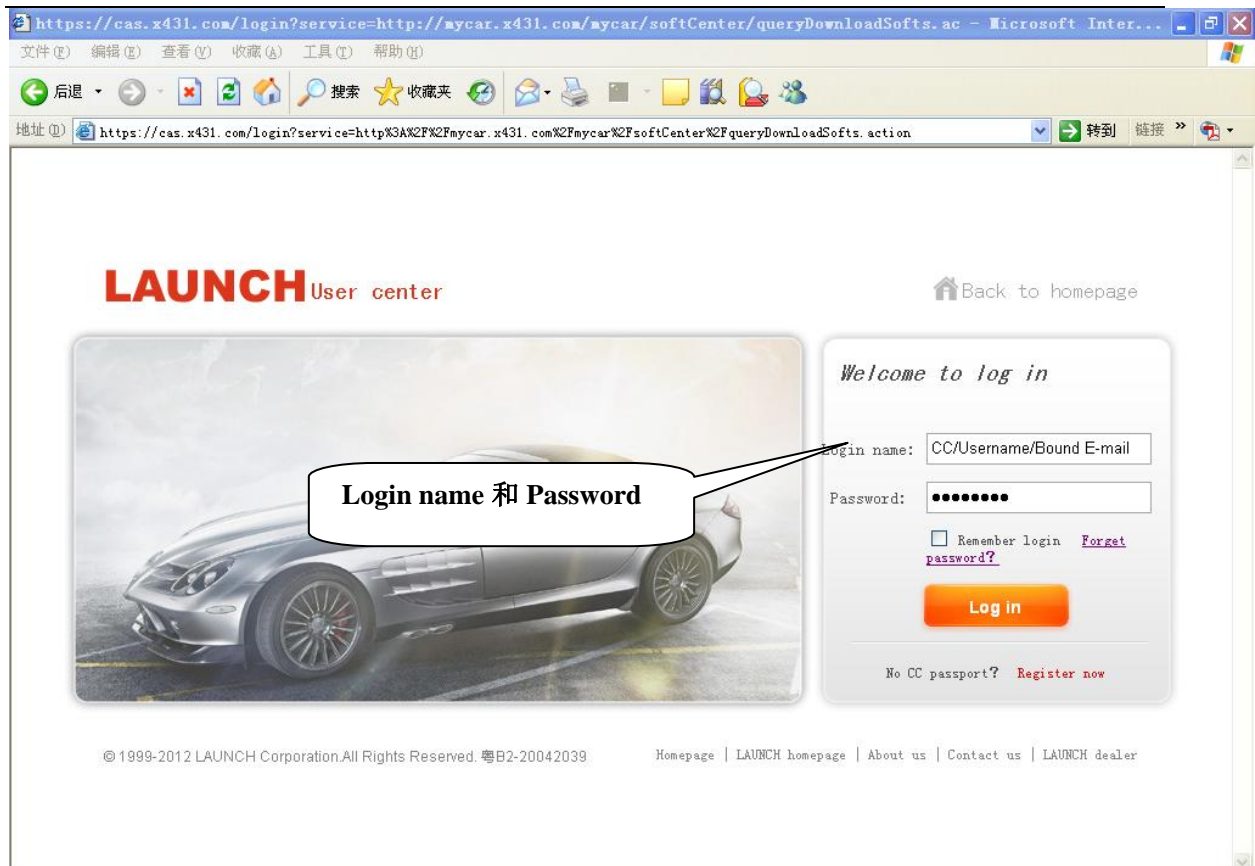 https://cas.x431.com/login?service=http://mycar.x431.com/mycar/softCenter/queryDownloadSofts.ac - Microsoft Inter...
文件(F) 编辑(E) 查看(V) 收藏(A) 工具(T) 帮助(H)
后退 搜索 收藏夹
地址(D) https://cas.x431.com/login?service=http%3A%2F%2Fmycar.x431.com%2Fmycar%2FsoftCenter%2FqueryDownloadSofts.action 转到 链接 »
LAUNCH User center
Back to homepage
Welcome to log in
Login name: CC/Username/Bound E-mail
Login name 和 Password
Password: ●●●●●●●●
Remember login Forget
password?
Log in
No CC passport? Register now
©1999-2012 LAUNCH Corporation.All Rights Reserved. 粤B2-20042039
Homepage | LAUNCH homepage | About us | Contact us | LAUNCH dealer